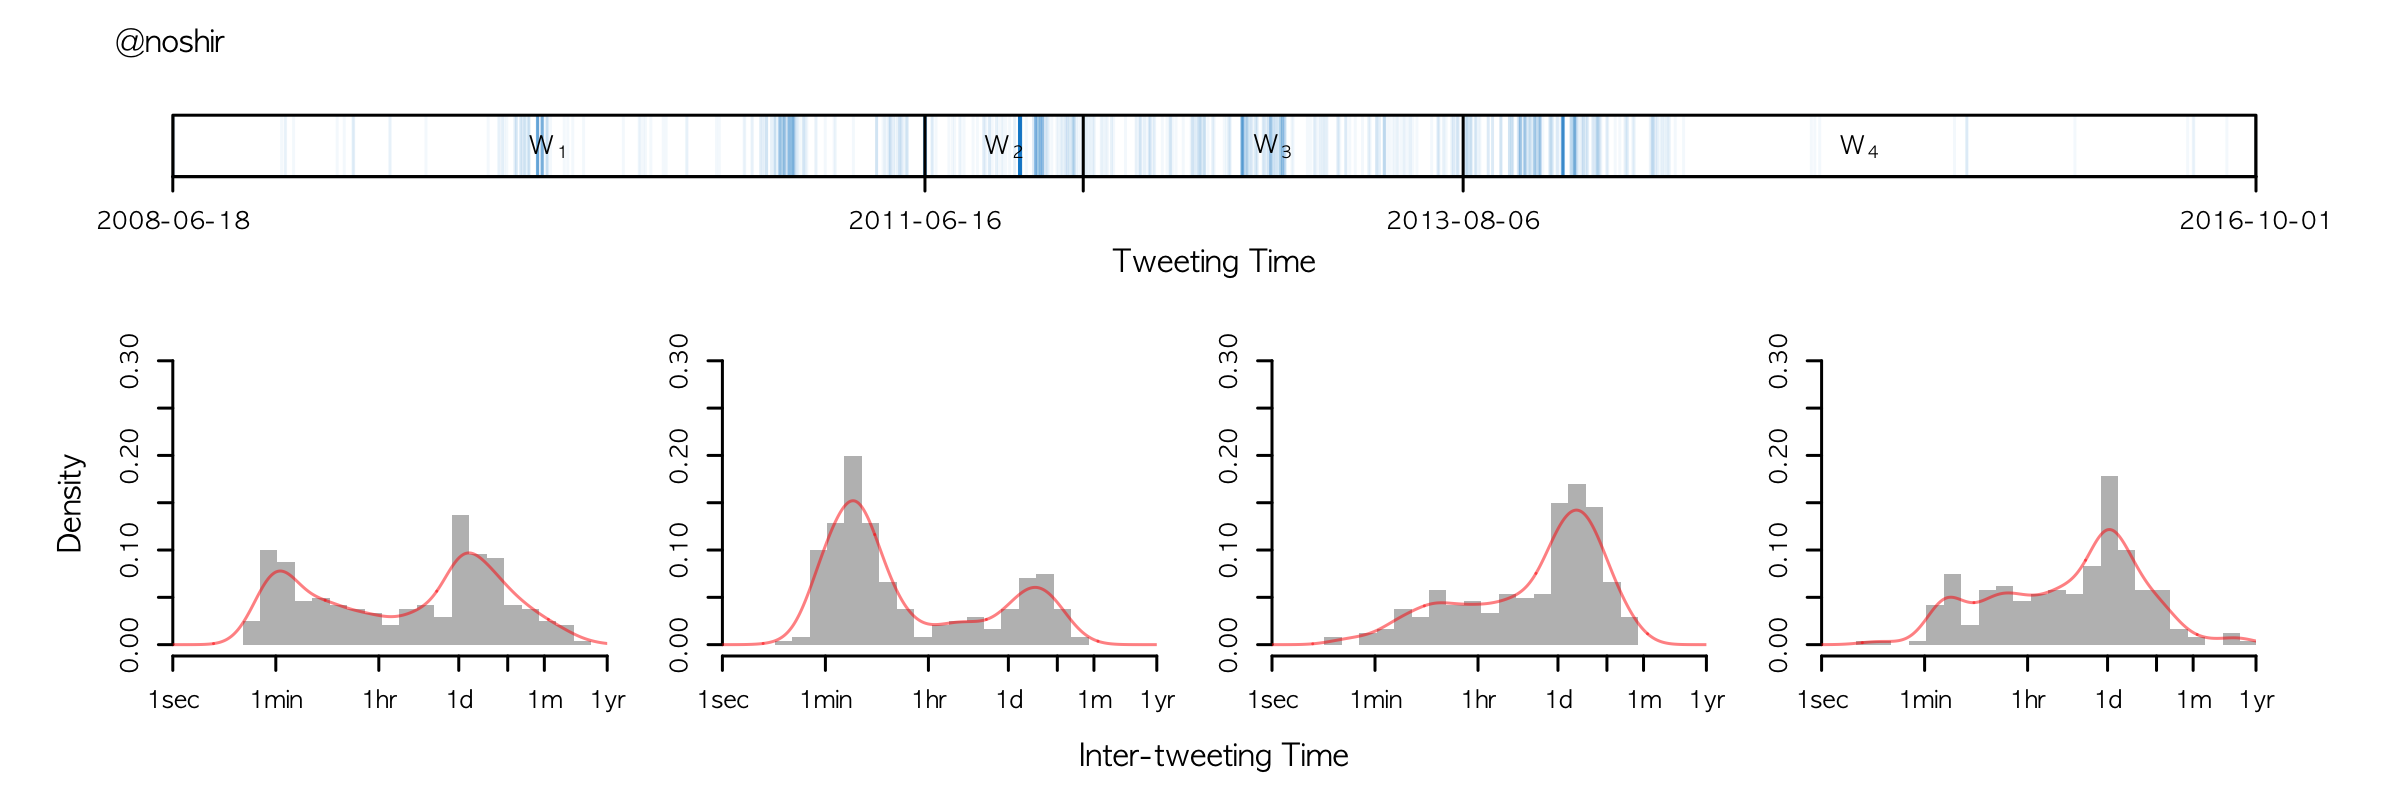 @noshir
W₁ W₂ W₃ W₄
2008-06-18 2011-06-16 2013-08-06 2016-10-01
Tweeting Time
Density
0.00 0.10 0.20 0.30
0.00 0.10 0.20 0.30
0.00 0.10 0.20 0.30
0.00 0.10 0.20 0.30
1sec 1min 1hr 1d 1m 1yr
1sec 1min 1hr 1d 1m 1yr
1sec 1min 1hr 1d 1m 1yr
1sec 1min 1hr 1d 1m 1yr
Inter-tweeting Time